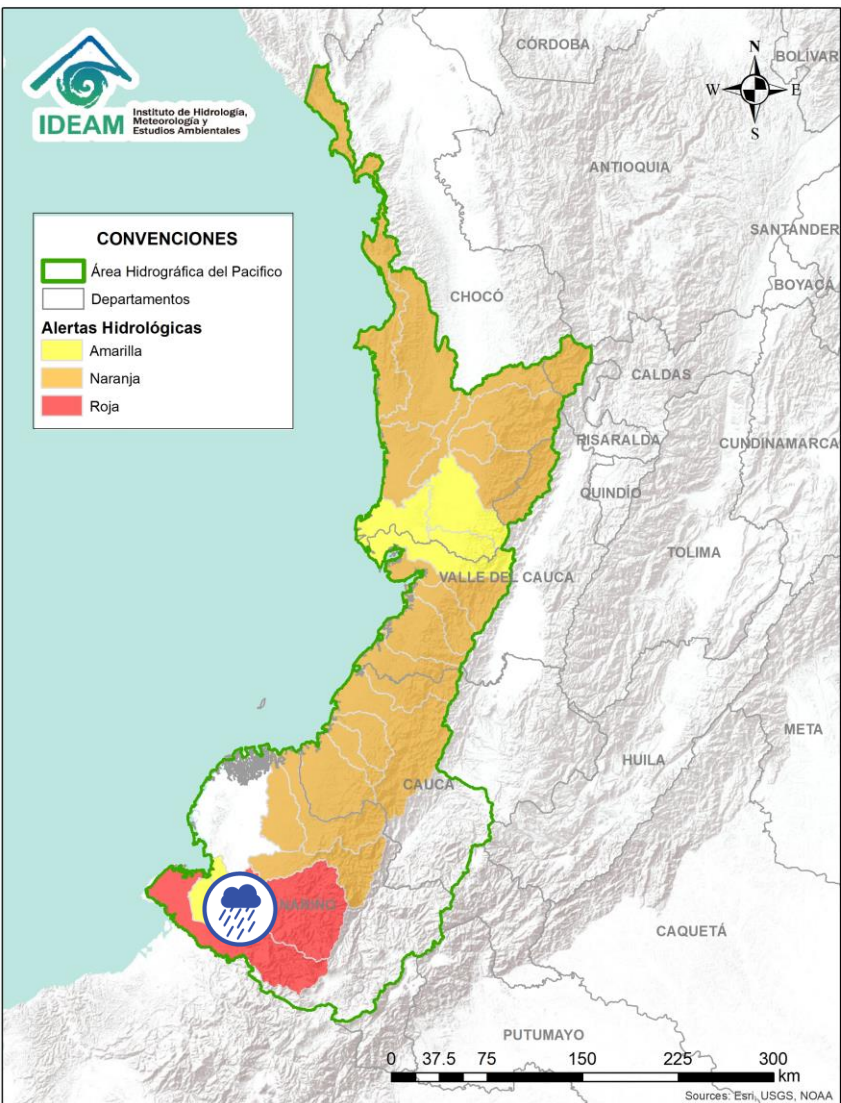 IDEAM
Instituto de Hidrología,
Meteorología y
Estudios Ambientales
CÓRDOBA
BOLÍVAR
N
W
E
S
ANTIOQUIA
SANTANDER
CONVENCIONES
Área Hidrográfica del Pacifico
Departamentos
Alertas Hidrológicas
Amarilla
Naranja
Roja
BOYACÁ
CHOCÓ
CALDAS
RISARALDA
CUNDINAMARCA
QUINDÍO
TOLIMA
VALLE DEL CAUCA
META
HUILA
CAUCA
NARIÑO
CAQUETÁ
PUTUMAYO
0 37.5 75 150 225 300
km
Sources: Esri, USGS, NOAA